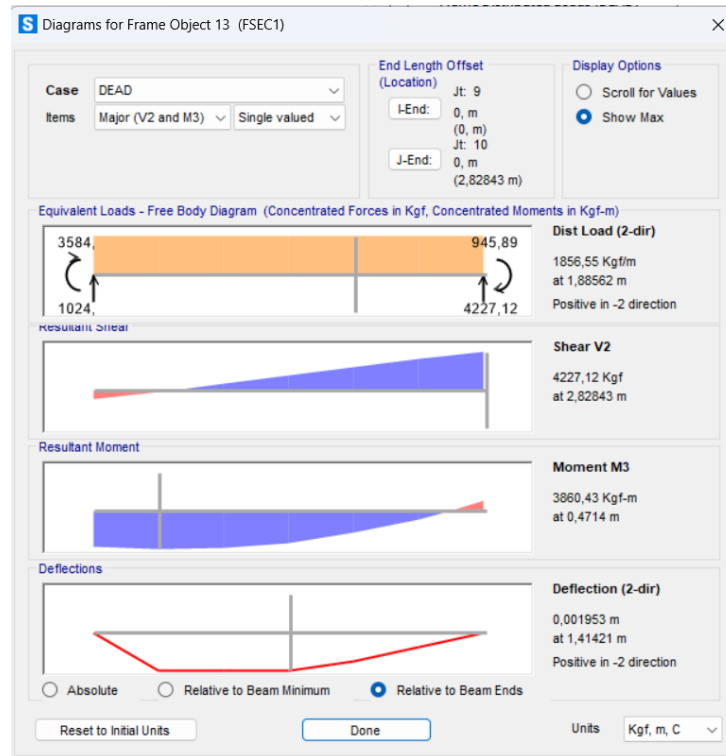 S Diagrams for Frame Object 13 (FSEC1)
Case DEAD
Items Major (V2 and M3) Single valued
End Length Offset
(Location)
Jt: 9
I-End: 0, m
(0, m)
Jt: 10
J-End: 0, m
(2,82843 m)
Display Options
Scroll for Values
Show Max
Equivalent Loads - Free Body Diagram (Concentrated Forces in Kgf, Concentrated Moments in Kgf-m)
3584, 945,89
1024, 4227,12
Dist Load (2-dir)
1856,55 Kgf/m
at 1,88562 m
Positive in -2 direction
Resultant Shear
Shear V2
4227,12 Kgf
at 2,82843 m
Resultant Moment
Moment M3
3860,43 Kgf-m
at 0,4714 m
Deflections
Deflection (2-dir)
0,001953 m
at 1,41421 m
Positive in -2 direction
Absolute Relative to Beam Minimum Relative to Beam Ends
Reset to Initial Units Done Units Kgf, m, C